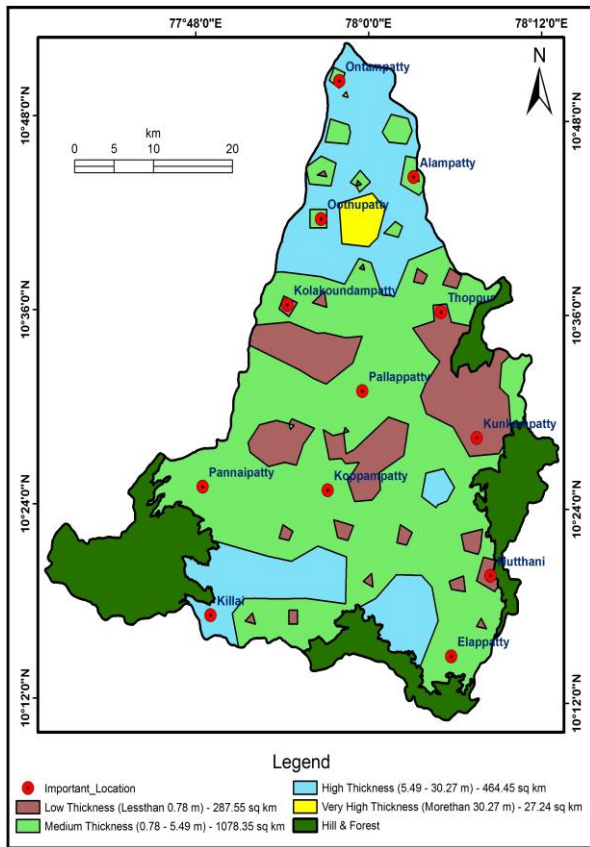 77°48'0"E 78°0'0"E 78°12'0"E
N
10°48'0"N 10°48'0"N
km
0 5 10 20
Ontampatty
Alampatty
Oothupatty
Kolakoundampatty
Thoppur
10°36'0"N 10°36'0"N
Pallappatty
Kunkampatty
Pannaipatty
Koppampatty
10°24'0"N 10°24'0"N
Mutthani
Killai
Elappatty
10°12'0"N 10°12'0"N
Legend
Important_Location
High Thickness (5.49 - 30.27 m) - 464.45 sq km
Low Thickness (Lessthan 0.78 m) - 287.55 sq km
Very High Thickness (Morethan 30.27 m) - 27.24 sq km
Medium Thickness (0.78 - 5.49 m) - 1078.35 sq km
Hill & Forest